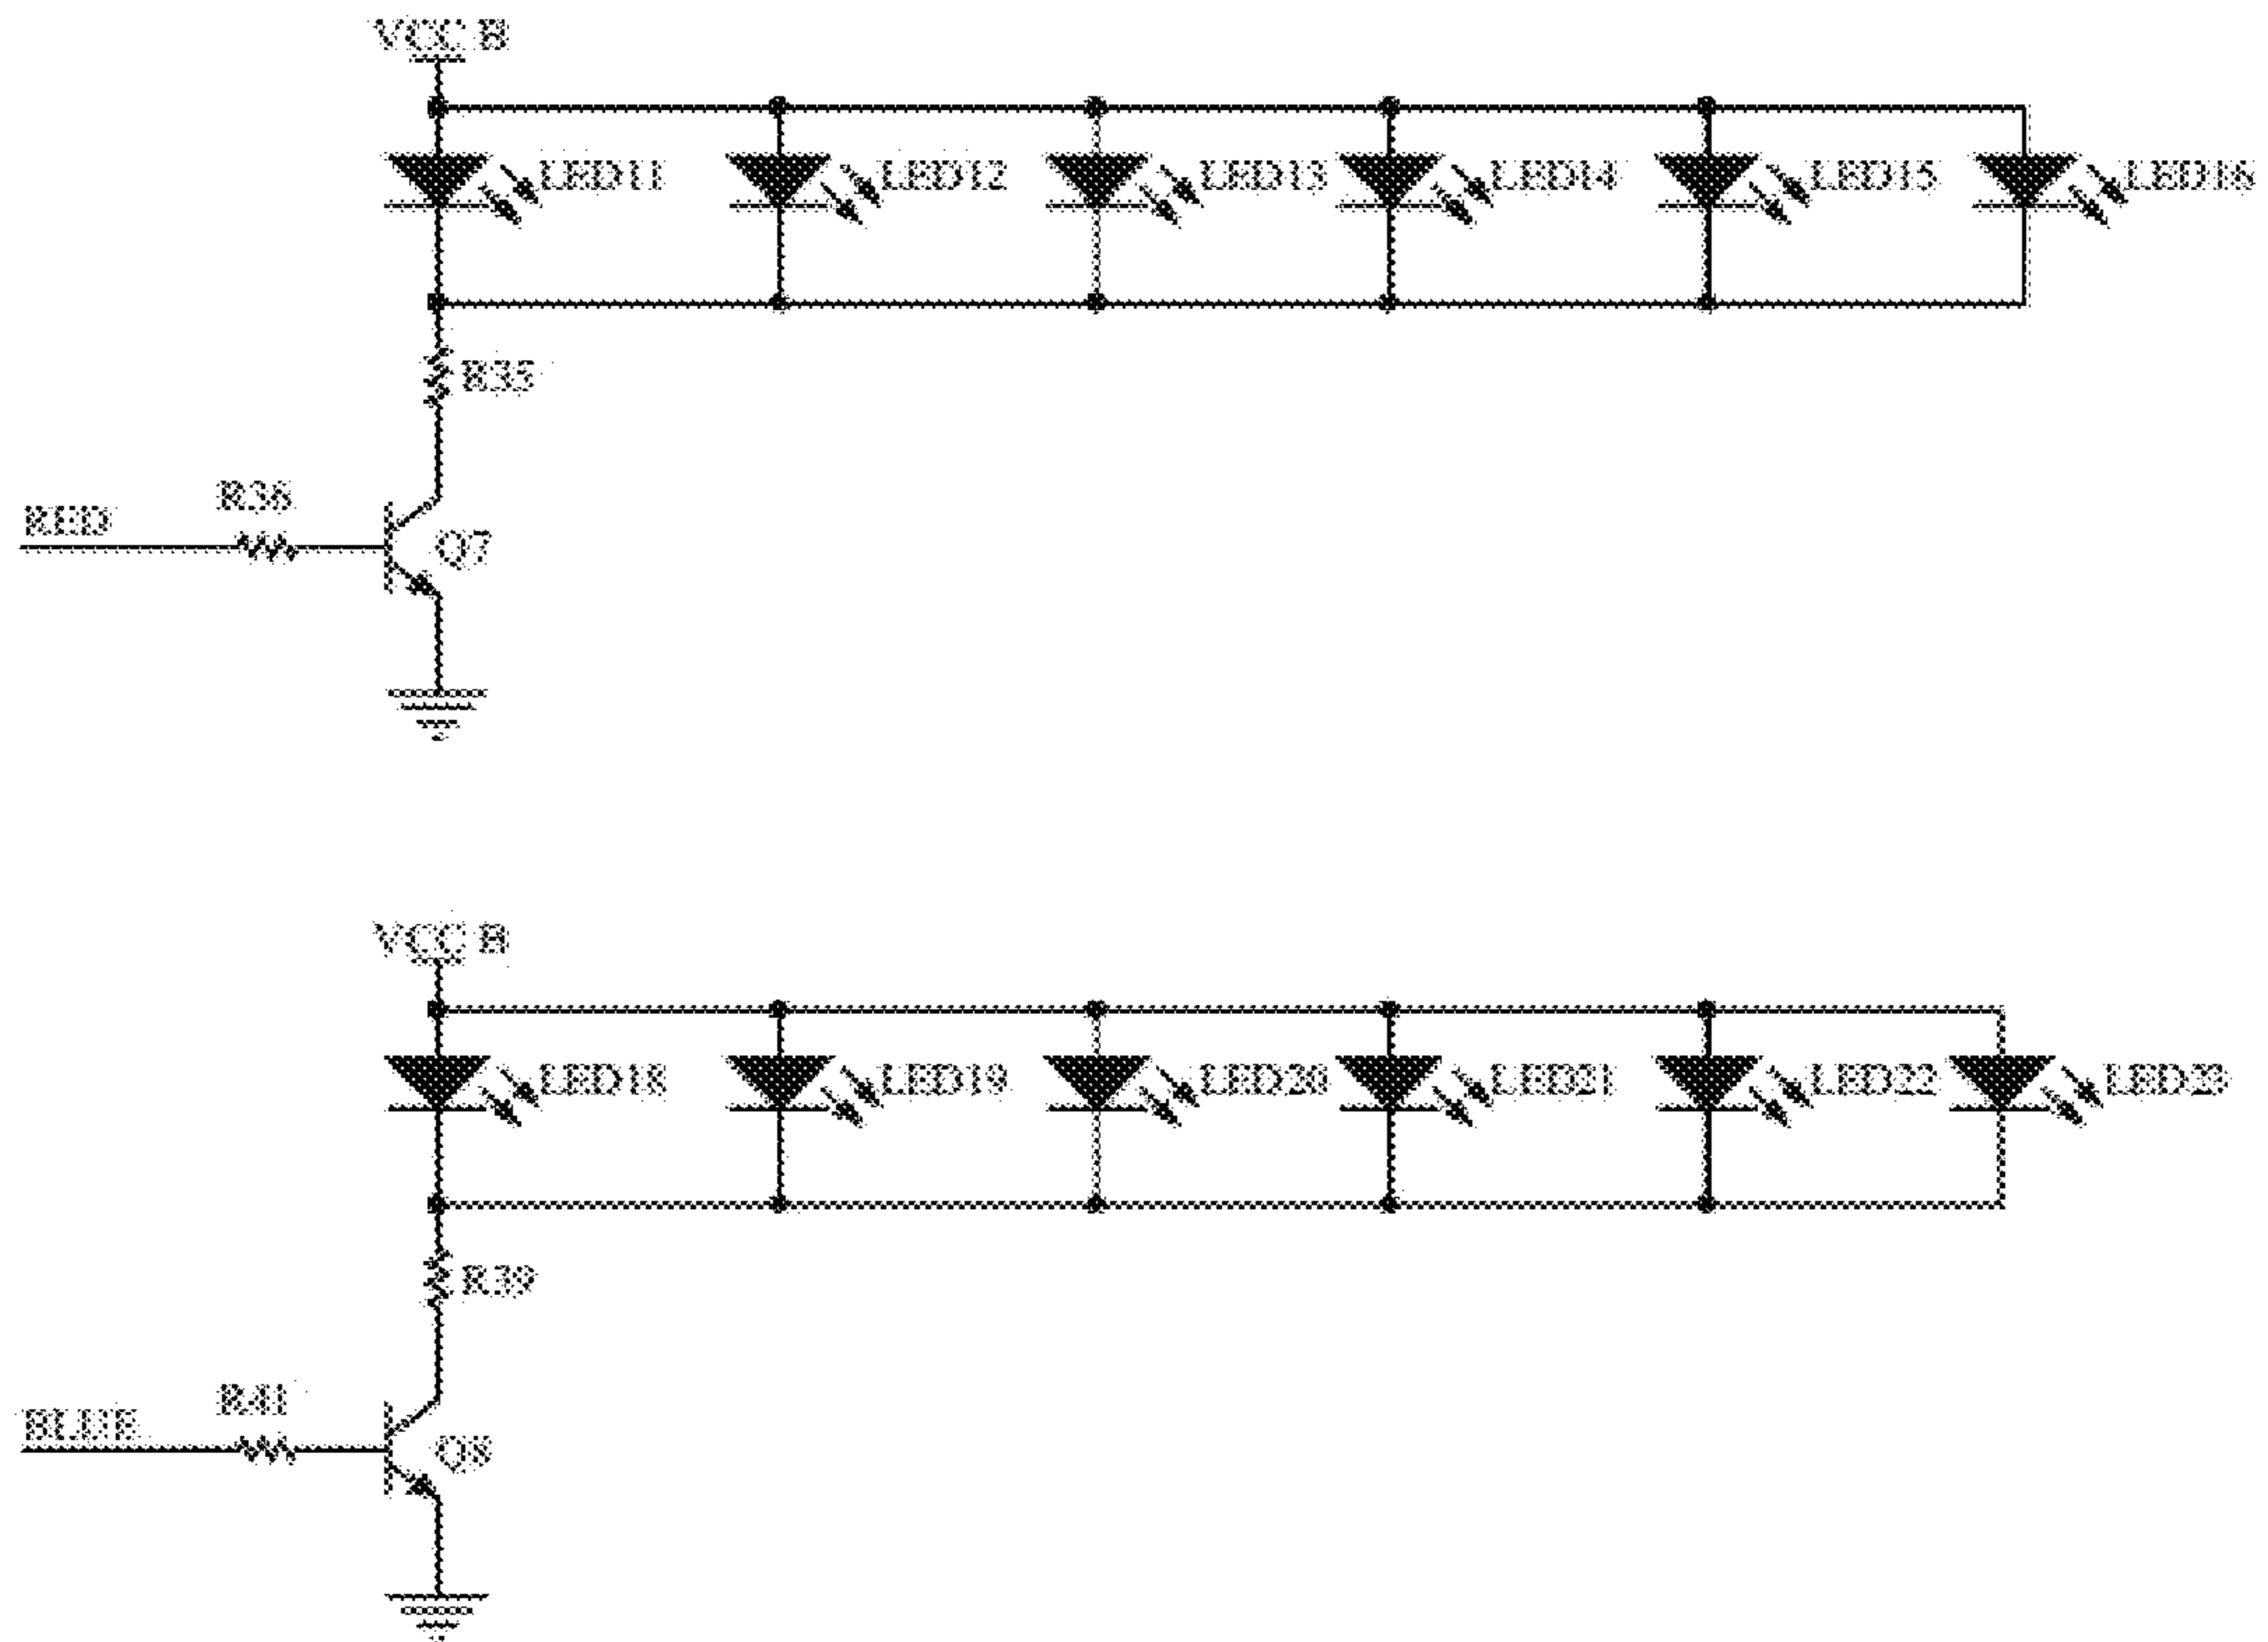 VCC B
LED11
LED12
LED13
LED14
LED15
LED16
R35
R36
RED
Q7
VCC B
LED18
LED19
LED20
LED21
LED22
LED23
R39
R41
BLUE
Q8